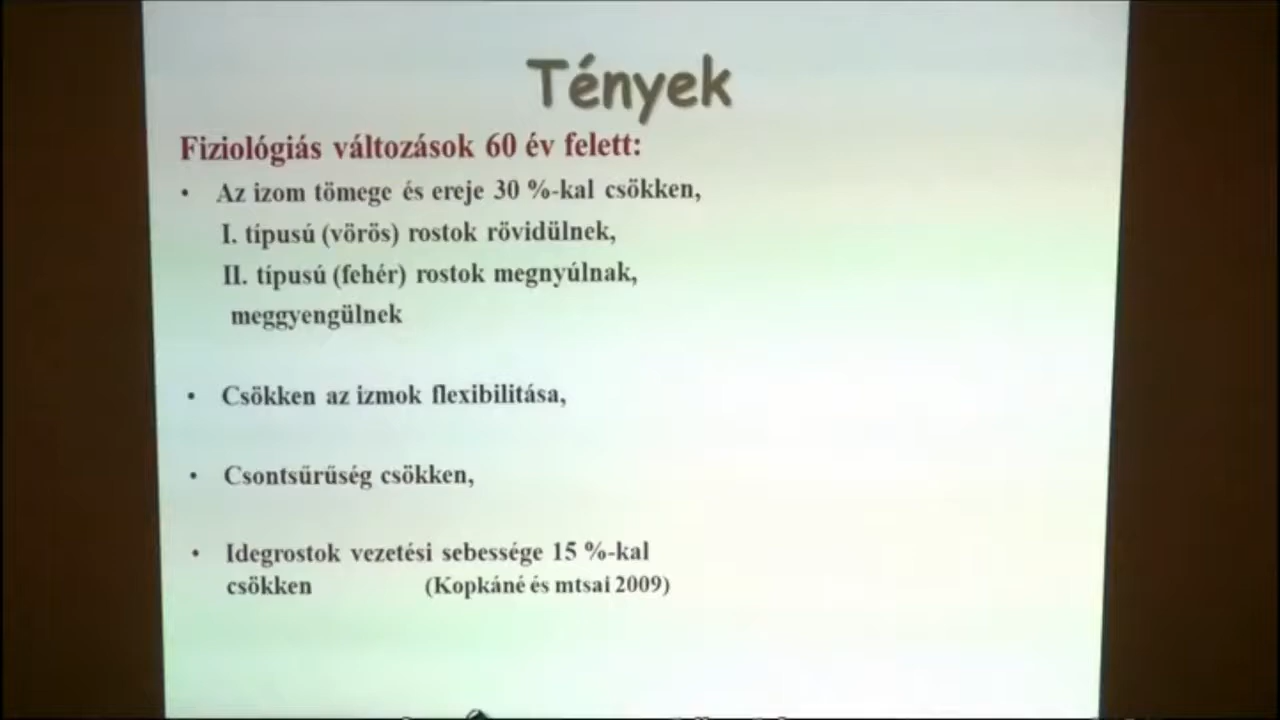 Tények
Fiziológiás változások 60 év felett:
• Az izom tömege és ereje 30 %-kal csökken,
I. típusú (vörös) rostok rövidülnek,
II. típusú (fehér) rostok megnyúlnak,
meggyengülnek
• Csökken az izmok flexibilitása,
• Csontsűrűség csökken,
• Idegrostok vezetési sebessége 15 %-kal
csökken (Kopkáné és mtsai 2009)